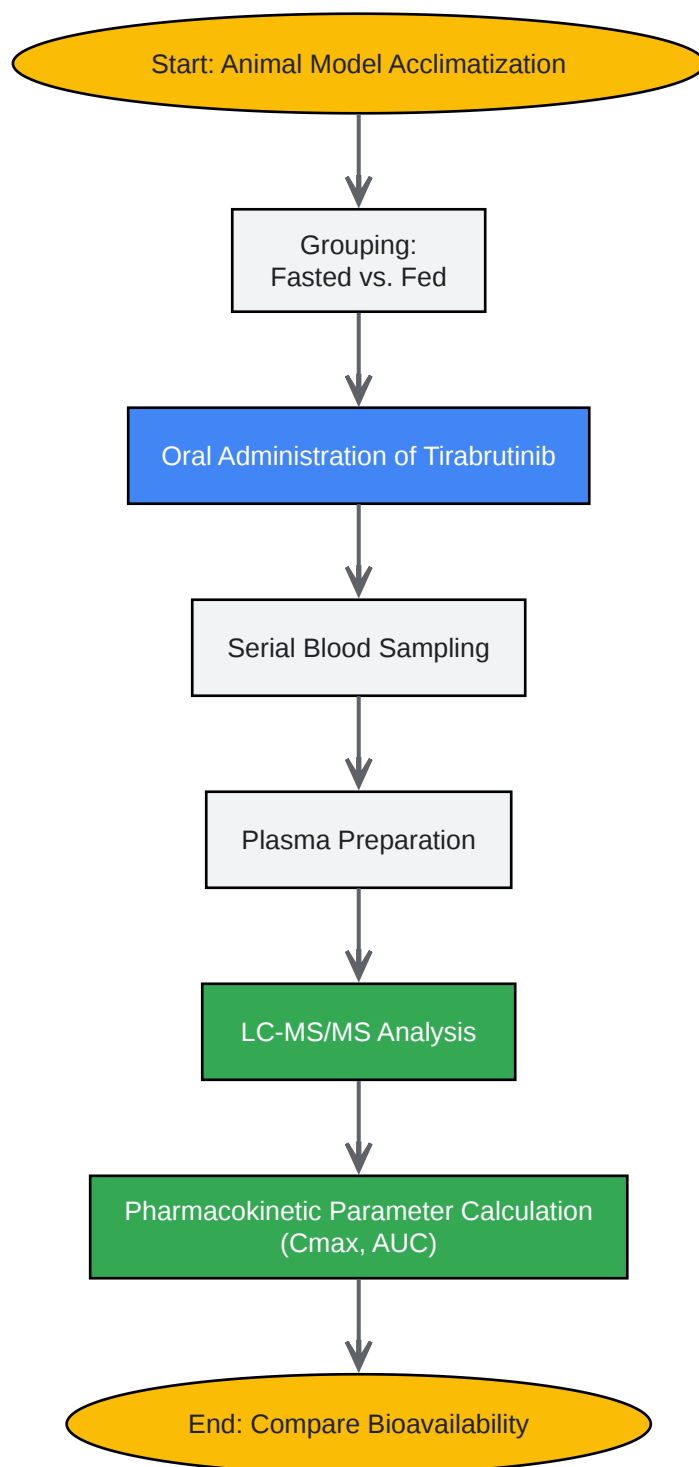 Start: Animal Model Acclimatization
Grouping:
Fasted vs. Fed
Oral Administration of Tirabrutinib
Serial Blood Sampling
Plasma Preparation
LC-MS/MS Analysis
Pharmacokinetic Parameter Calculation
(Cmax, AUC)
End: Compare Bioavailability